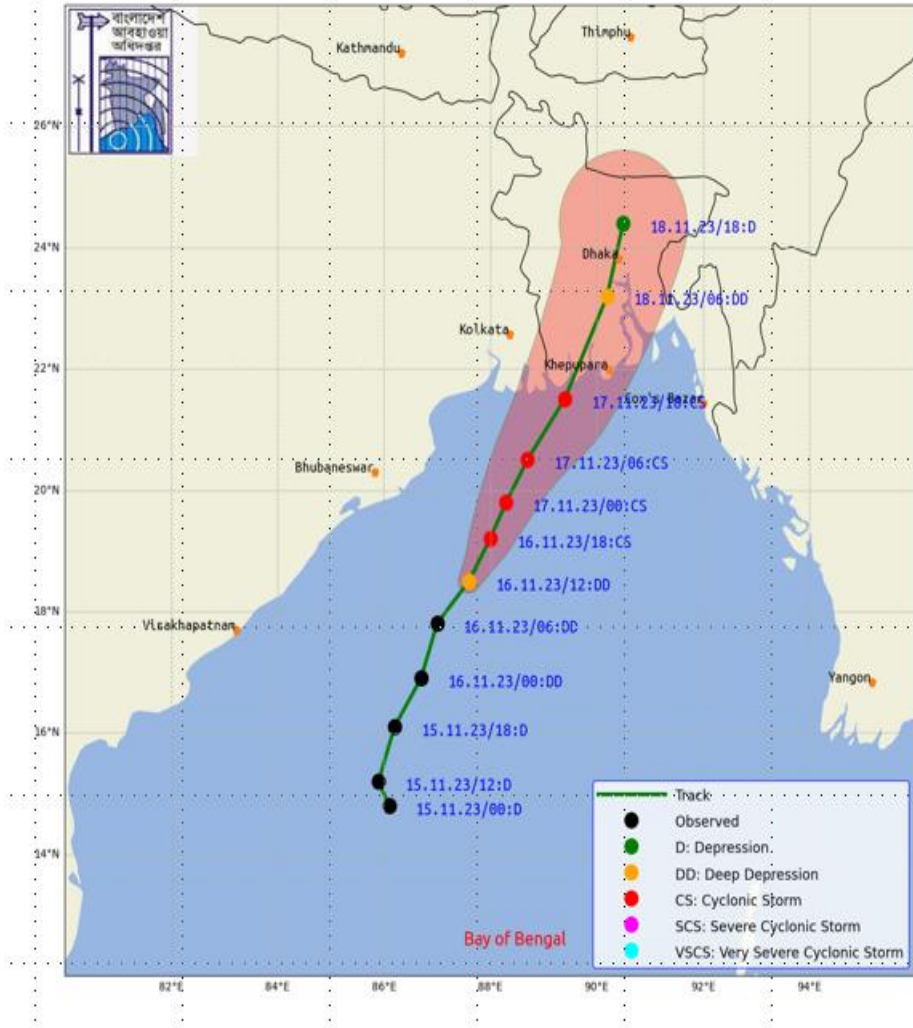 বাংলাদেশ
আবহাওয়া
অধিদপ্তর
Kathmandu
Thimphu
26°N
24°N
22°N
20°N
18°N
16°N
14°N
18.11.23/18:D
Dhaka
18.11.23/06:DD
Kolkata
Khepupara
Cox's Bazar
17.11.23/18:CS
Bhubaneswar
17.11.23/06:CS
17.11.23/00:CS
16.11.23/18:CS
16.11.23/12:DD
Visakhapatnam
16.11.23/06:DD
16.11.23/00:DD
Yangon
15.11.23/18:D
15.11.23/12:D
15.11.23/00:D
Track
Observed
D: Depression
DD: Deep Depression
CS: Cyclonic Storm
SCS: Severe Cyclonic Storm
VSCS: Very Severe Cyclonic Storm
Bay of Bengal
82°E 84°E 86°E 88°E 90°E 92°E 94°E